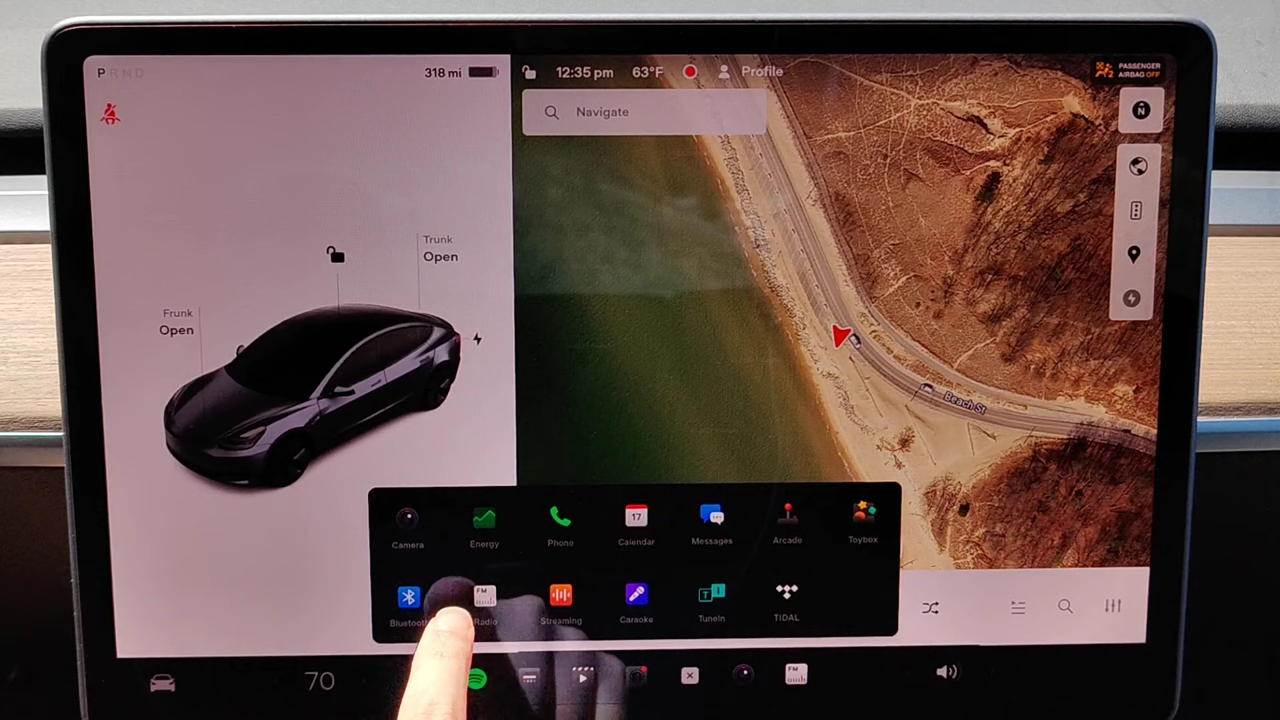 P R N D
318 mi
12:35 pm
63°F
Profile
PASSENGER
AIRBAG OFF
Navigate
N
Trunk
Open
Frunk
Open
Beach St
17
Camera
Energy
Phone
Calendar
Messages
Arcade
Toybox
FM
T I
Bluetooth
Radio
Streaming
Caraoke
TuneIn
TIDAL
70
FM